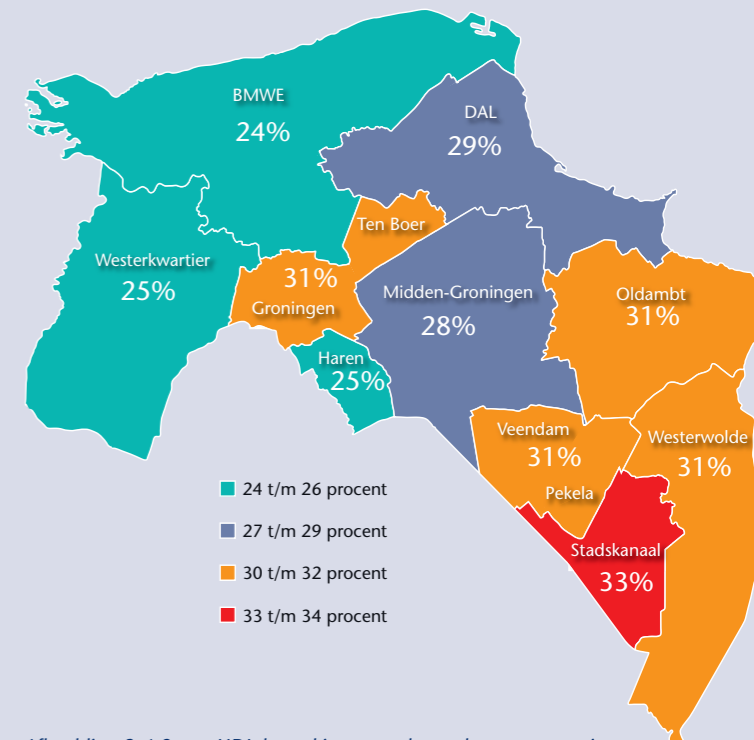 BMWE
24%
DAL
29%
Ten Boer
Westerkwartier
25%
31%
Groningen
Midden-Groningen
28%
Oldambt
31%
Haren
25%
Veendam
31%
Pekela
Westerwolde
31%
Stadskanaal
33%
24 t/m 26 procent
27 t/m 29 procent
30 t/m 32 procent
33 t/m 34 procent